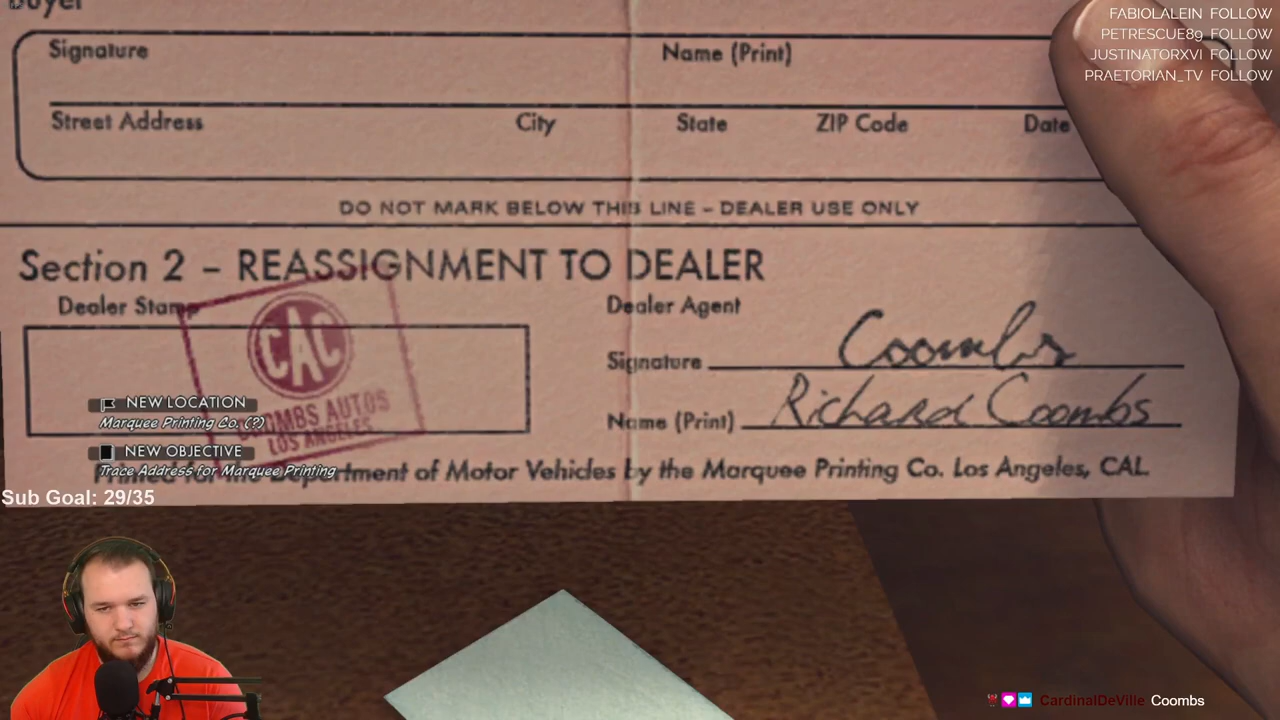 Buyer
FABIOLALEIN FOLLOW
PETRESCUE89 FOLLOW
JUSTINATORXVI FOLLOW
PRAETORIAN_TV FOLLOW
Signature Name (Print)
Street Address City State ZIP Code Date
DO NOT MARK BELOW THIS LINE – DEALER USE ONLY
Section 2 – REASSIGNMENT TO DEALER
Dealer Stamp Dealer Agent
CAC
COOMBS AUTOS
LOS ANGELES
Signature Coombs
Name (Print) Richard Coombs
NEW LOCATION
Marquee Printing Co. (?)
NEW OBJECTIVE
Trace Address for Marquee Printing
Printed for the Department of Motor Vehicles by the Marquee Printing Co. Los Angeles, CAL
Sub Goal: 29/35
CardinalDeVille Coombs